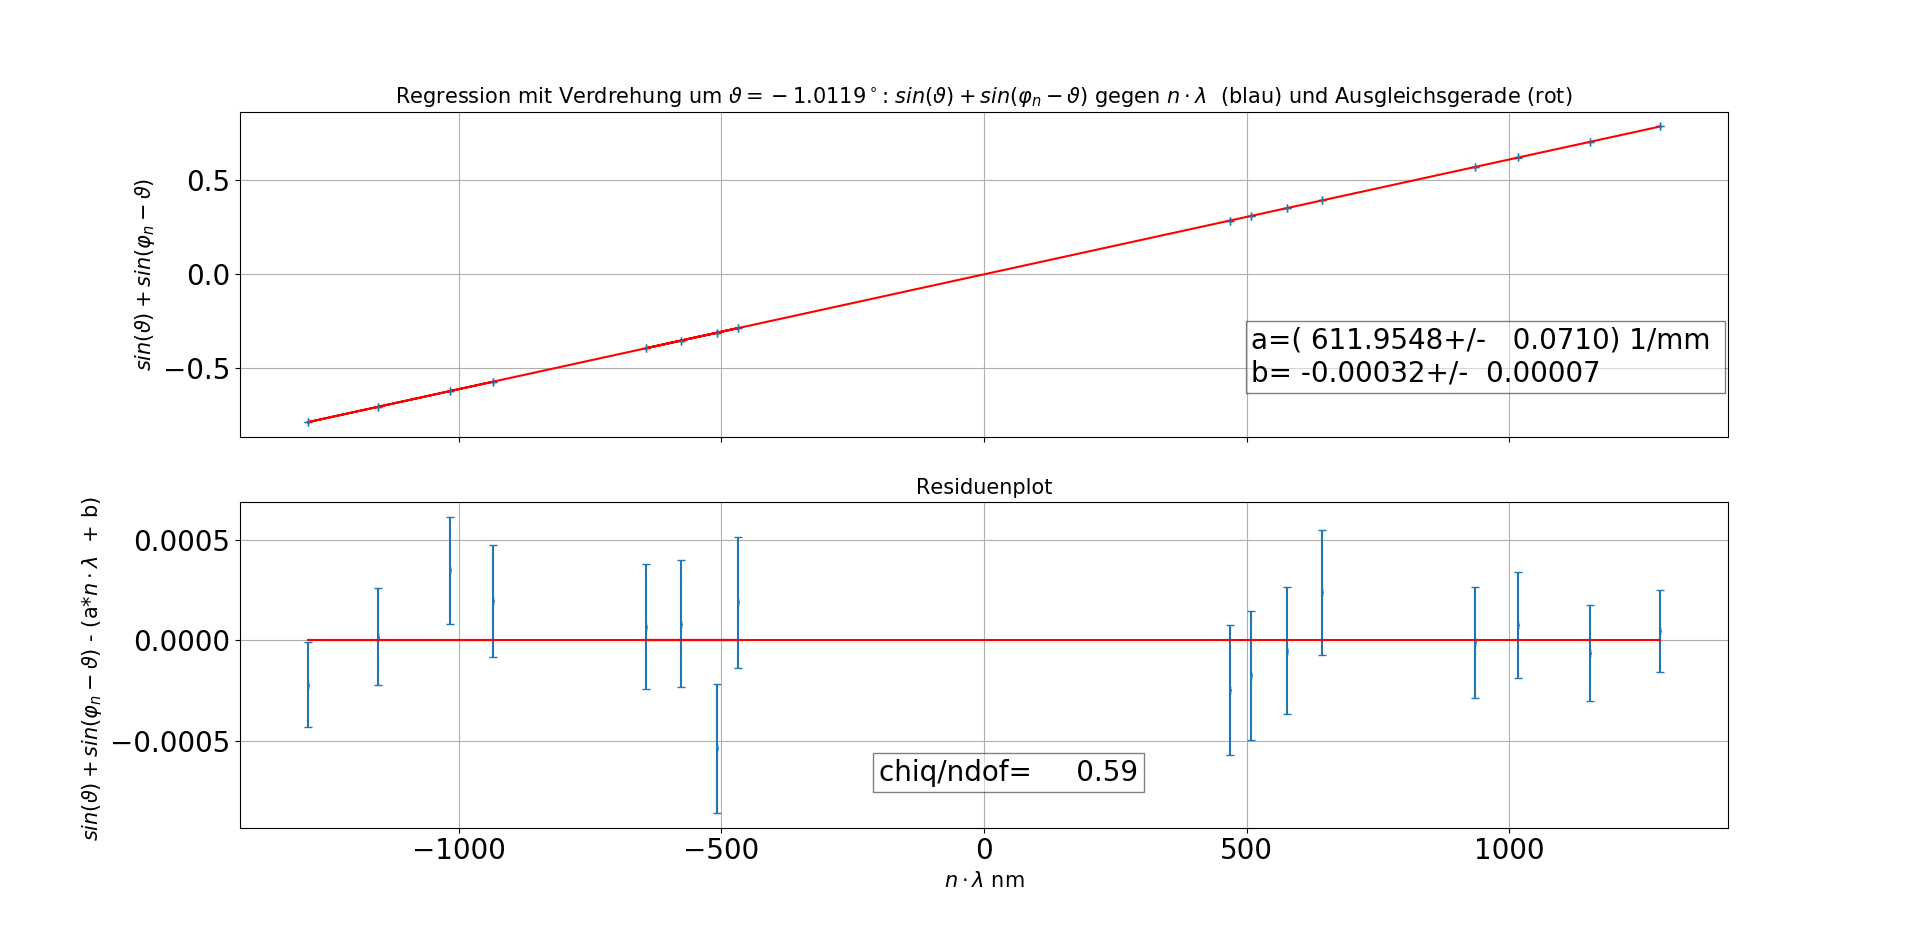 Regression mit Verdrehung um ϑ = − 1.0119°: sin(ϑ) + sin(φₙ − ϑ) gegen n · λ  (blau) und Ausgleichsgerade (rot)
sin(ϑ) + sin(φₙ − ϑ)
0.5
0.0
−0.5
a=( 611.9548+/-   0.0710) 1/mm
b= -0.00032+/-  0.00007
Residuenplot
sin(ϑ) + sin(φₙ − ϑ) - (a*n · λ  + b)
0.0005
0.0000
−0.0005
chiq/ndof=     0.59
−1000 −500 0 500 1000
n · λ nm